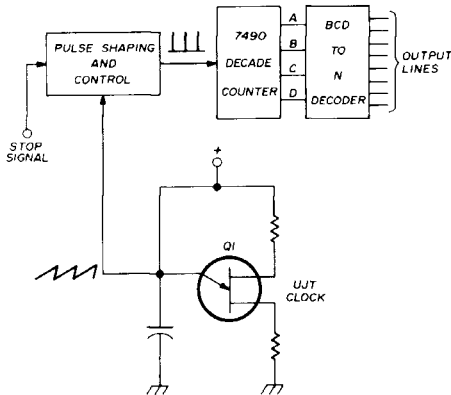 PULSE SHAPING
AND
CONTROL
7490
DECADE
COUNTER
A
B
C
D
BCD
TO
N
DECODER
OUTPUT
LINES
STOP
SIGNAL
+
Q1
UJT
CLOCK